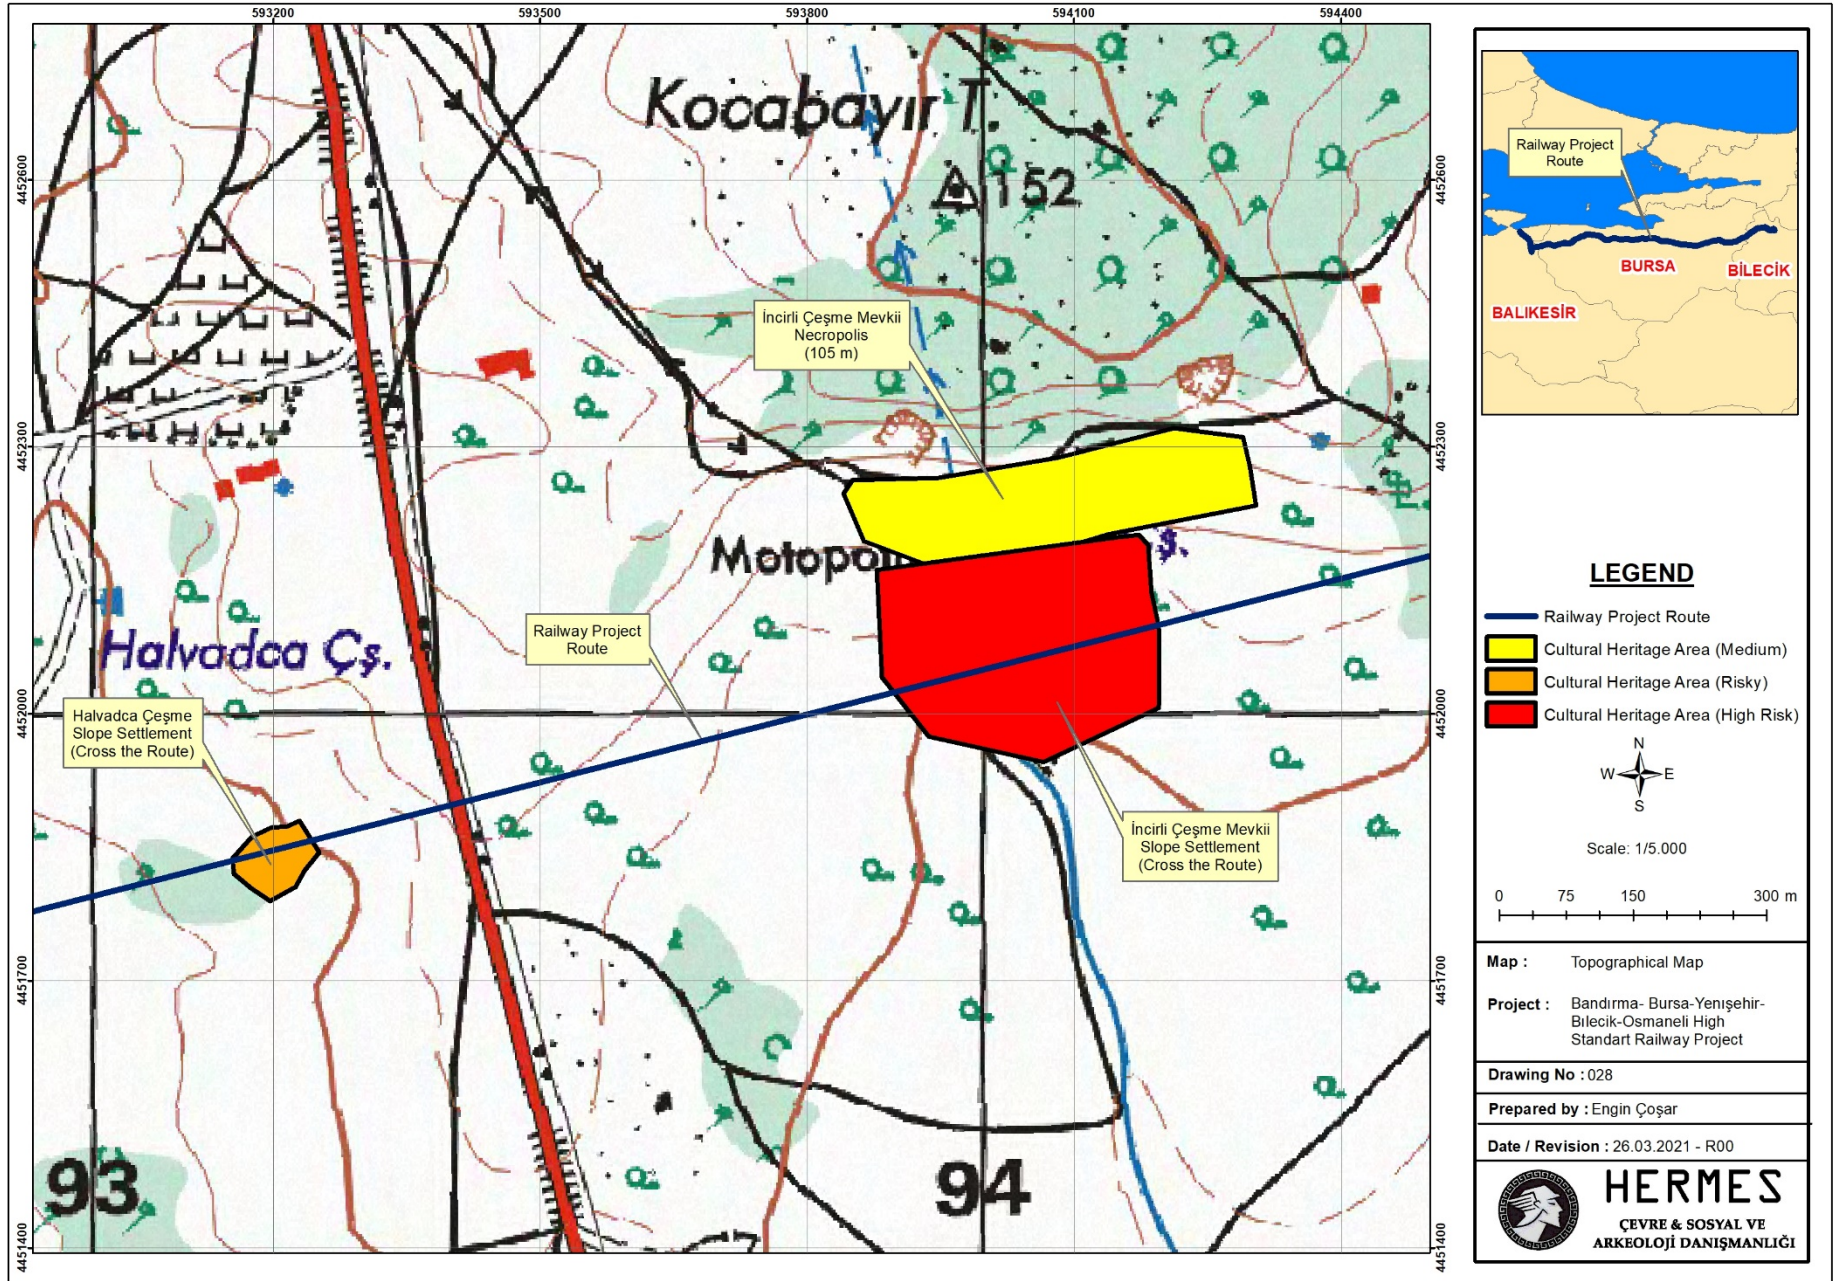 593200
593500
593800
594100
594400
4452600
4452300
4452000
4451700
4451400
4452600
4452300
4452000
4451700
4451400
Kocabayır T
152
İncirli Çeşme Mevkii
Necropolis
(105 m)
Motopo
Ş.
Halvadca Çş.
Railway Project
Route
Halvadca Çeşme
Slope Settlement
(Cross the Route)
İncirli Çeşme Mevkii
Slope Settlement
(Cross the Route)
93
94
Railway Project
Route
BURSA
BİLECİK
BALIKESİR
LEGEND
Railway Project Route
Cultural Heritage Area (Medium)
Cultural Heritage Area (Risky)
Cultural Heritage Area (High Risk)
N
W E
S
Scale: 1/5.000
0 75 150 300 m
Map : Topographical Map
Project : Bandırma- Bursa-Yenışehir-
Bılecik-Osmaneli High
Standart Railway Project
Drawing No : 028
Prepared by : Engin Çoşar
Date / Revision : 26.03.2021 - R00
HERMES
ÇEVRE & SOSYAL VE
ARKEOLOJİ DANIŞMANLIĞI